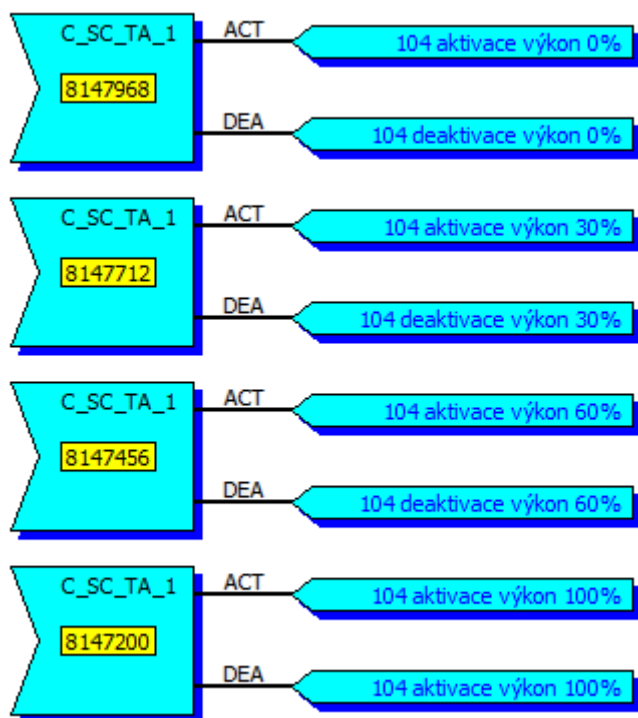 C_SC_TA_1 ACT 104 aktivace výkon 0%
8147968
DEA 104 deaktivace výkon 0%
C_SC_TA_1 ACT 104 aktivace výkon 30%
8147712
DEA 104 deaktivace výkon 30%
C_SC_TA_1 ACT 104 aktivace výkon 60%
8147456
DEA 104 deaktivace výkon 60%
C_SC_TA_1 ACT 104 aktivace výkon 100%
8147200
DEA 104 aktivace výkon 100%